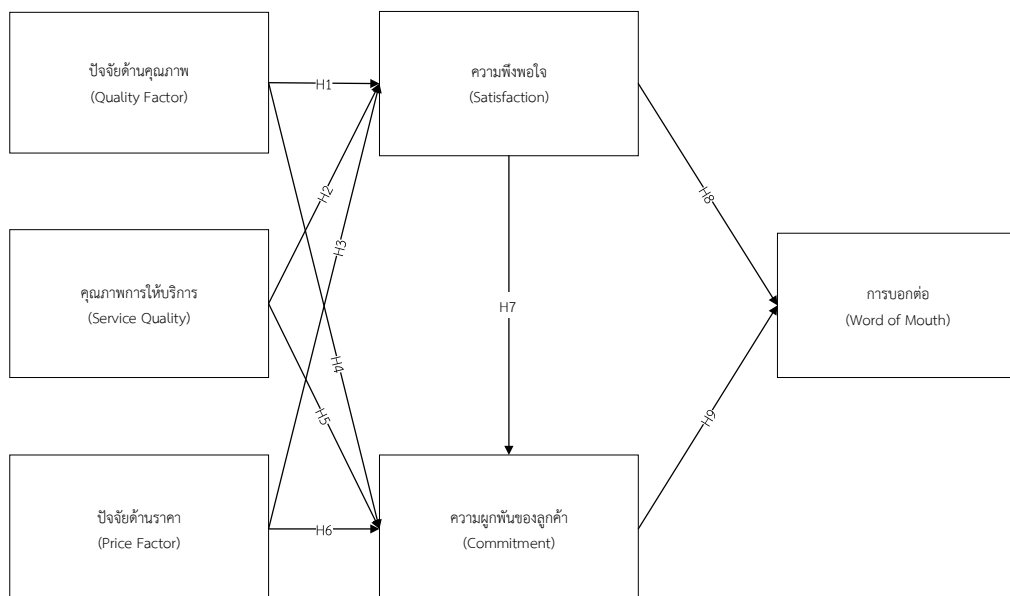 ปัจจัยด้านคุณภาพ
(Quality Factor)
H1
ความพึงพอใจ
(Satisfaction)
H2
H3
H8
คุณภาพการให้บริการ
(Service Quality)
H7
การบอกต่อ
(Word of Mouth)
H4
H5
H9
ปัจจัยด้านราคา
(Price Factor)
H6
ความผูกพันของลูกค้า
(Commitment)